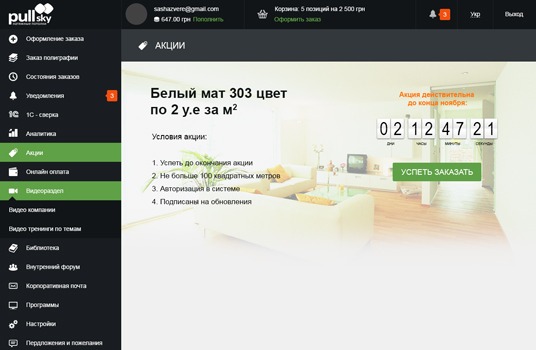 pull sky
sashazvere@gmail.com
647.00 грн Пополнить
Корзина: 5 позиций на 2 500 грн
Оформить заказ
3
Укр
Выход
Оформление заказа
Заказ полиграфии
Состояния заказов
Уведомления
3
1С - сверка
Аналитика
Акции
Онлайн оплата
Видеораздел
Видео компании
Видео тренинги по темам
Библиотека
Внутренний форум
Корпоративная почта
Программы
Настройки
Пердложения и пожелания
АКЦИИ
Белый мат 303 цвет
по 2 у.е за м²
Условия акции:
1. Успеть до окончания акции
2. Не больше 100 квадратных метров
3. Авторизация в системе
4. Подписаны на обновления
Акция действительна
до конца ноября:
02 12 47 21
ДНИ ЧАСЫ МИНУТЫ СЕКУНДЫ
УСПЕТЬ ЗАКАЗАТЬ